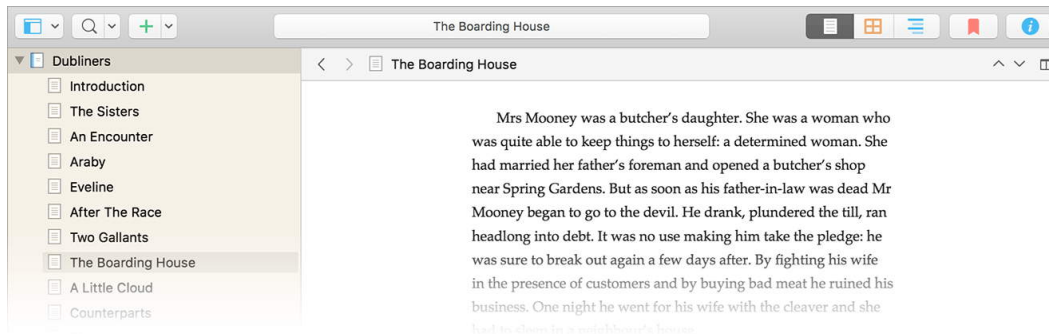 The Boarding House
Dubliners
Introduction
The Sisters
An Encounter
Araby
Eveline
After The Race
Two Gallants
The Boarding House
A Little Cloud
Counterparts
The Boarding House
Mrs Mooney was a butcher’s daughter. She was a woman who
was quite able to keep things to herself: a determined woman. She
had married her father’s foreman and opened a butcher’s shop
near Spring Gardens. But as soon as his father-in-law was dead Mr
Mooney began to go to the devil. He drank, plundered the till, ran
headlong into debt. It was no use making him take the pledge: he
was sure to break out again a few days after. By fighting his wife
in the presence of customers and by buying bad meat he ruined his
business. One night he went for his wife with the cleaver and she
had to sleep in a neighbour’s house.